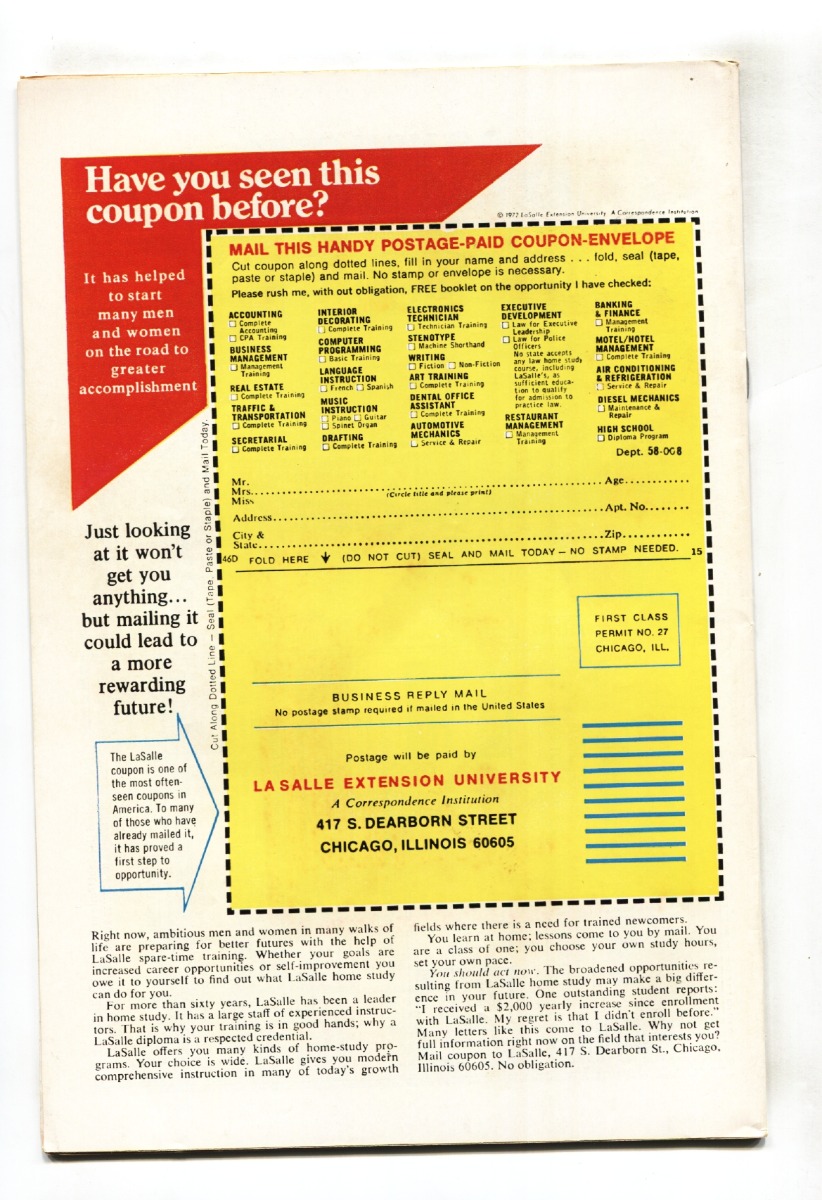 Have you seen this
coupon before?
© 1972 LaSalle Extension University A Correspondence Institution
It has helped
to start
many men
and women
on the road to
greater
accomplishment
MAIL THIS HANDY POSTAGE-PAID COUPON-ENVELOPE
Cut coupon along dotted lines, fill in your name and address . . . fold, seal (tape,
paste or staple) and mail. No stamp or envelope is necessary.
Please rush me, with out obligation, FREE booklet on the opportunity I have checked:
ACCOUNTING
☐ Complete
Accounting
☐ CPA Training
BUSINESS
MANAGEMENT
☐ Management
Training
REAL ESTATE
☐ Complete Training
TRAFFIC &
TRANSPORTATION
☐ Complete Training
SECRETARIAL
☐ Complete Training
INTERIOR
DECORATING
☐ Complete Training
COMPUTER
PROGRAMMING
☐ Basic Training
LANGUAGE
INSTRUCTION
☐ French ☐ Spanish
MUSIC
INSTRUCTION
☐ Piano ☐ Guitar
☐ Spinet Organ
DRAFTING
☐ Complete Training
ELECTRONICS
TECHNICIAN
☐ Technician Training
STENOTYPE
☐ Machine Shorthand
WRITING
☐ Fiction ☐ Non-Fiction
ART TRAINING
☐ Complete Training
DENTAL OFFICE
ASSISTANT
☐ Complete Training
AUTOMOTIVE
MECHANICS
☐ Service & Repair
EXECUTIVE
DEVELOPMENT
☐ Law for Executive
Leadership
☐ Law for Police
Officers
No state accepts
any law home study
course, including
LaSalle's, as
sufficient educa-
tion to qualify
for admission to
practice law.
RESTAURANT
MANAGEMENT
☐ Management
Training
BANKING
& FINANCE
☐ Management
Training
MOTEL/HOTEL
MANAGEMENT
☐ Complete Training
AIR CONDITIONING
& REFRIGERATION
☐ Service & Repair
DIESEL MECHANICS
☐ Maintenance &
Repair
HIGH SCHOOL
☐ Diploma Program
Dept. 58-008
Mr.
Mrs. Age
Miss (Circle title and please print)
Address Apt. No.
City &
State Zip
46D FOLD HERE ↓ (DO NOT CUT) SEAL AND MAIL TODAY — NO STAMP NEEDED. 15
Cut Along Dotted Line — Seal (Tape, Paste or Staple) and Mail Today.
Just looking
at it won't
get you
anything...
but mailing it
could lead to
a more
rewarding
future!
The LaSalle
coupon is one of
the most often-
seen coupons in
America. To many
of those who have
already mailed it,
it has proved a
first step to
opportunity.
FIRST CLASS
PERMIT NO. 27
CHICAGO, ILL.
BUSINESS REPLY MAIL
No postage stamp required if mailed in the United States
Postage will be paid by
LA SALLE EXTENSION UNIVERSITY
A Correspondence Institution
417 S. DEARBORN STREET
CHICAGO, ILLINOIS 60605
Right now, ambitious men and women in many walks of
life are preparing for better futures with the help of
LaSalle spare-time training. Whether your goals are
increased career opportunities or self-improvement you
owe it to yourself to find out what LaSalle home study
can do for you.
For more than sixty years, LaSalle has been a leader
in home study. It has a large staff of experienced instruc-
tors. That is why your training is in good hands; why a
LaSalle diploma is a respected credential.
LaSalle offers you many kinds of home-study pro-
grams. Your choice is wide. LaSalle gives you modern
comprehensive instruction in many of today's growth
fields where there is a need for trained newcomers.
You learn at home; lessons come to you by mail. You
are a class of one; you choose your own study hours,
set your own pace.
You should act now. The broadened opportunities re-
sulting from LaSalle home study may make a big differ-
ence in your future. One outstanding student reports:
"I received a $2,000 yearly increase since enrollment
with LaSalle. My regret is that I didn't enroll before."
Many letters like this come to LaSalle. Why not get
full information right now on the field that interests you?
Mail coupon to LaSalle, 417 S. Dearborn St., Chicago,
Illinois 60605. No obligation.